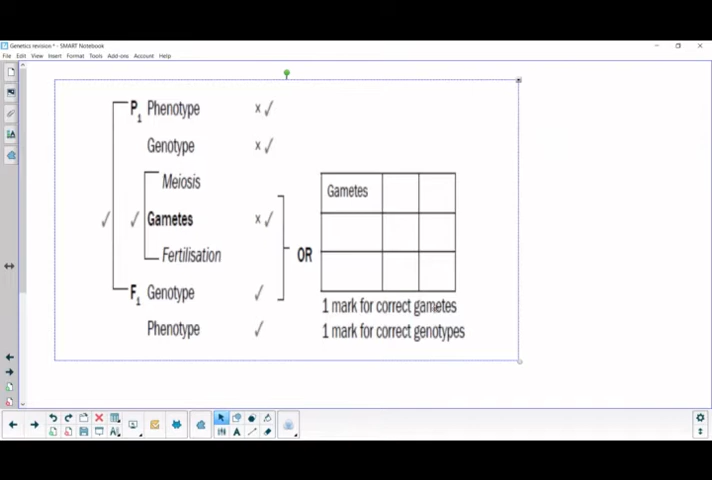 Genetics revision * - SMART Notebook
File Edit View Insert Format Tools Add-ons Account Help
P1 Phenotype × ✓
Genotype × ✓
Meiosis
✓ ✓ Gametes × ✓
Fertilisation
F1 Genotype ✓
Phenotype ✓
OR
Gametes
1 mark for correct gametes
1 mark for correct genotypes